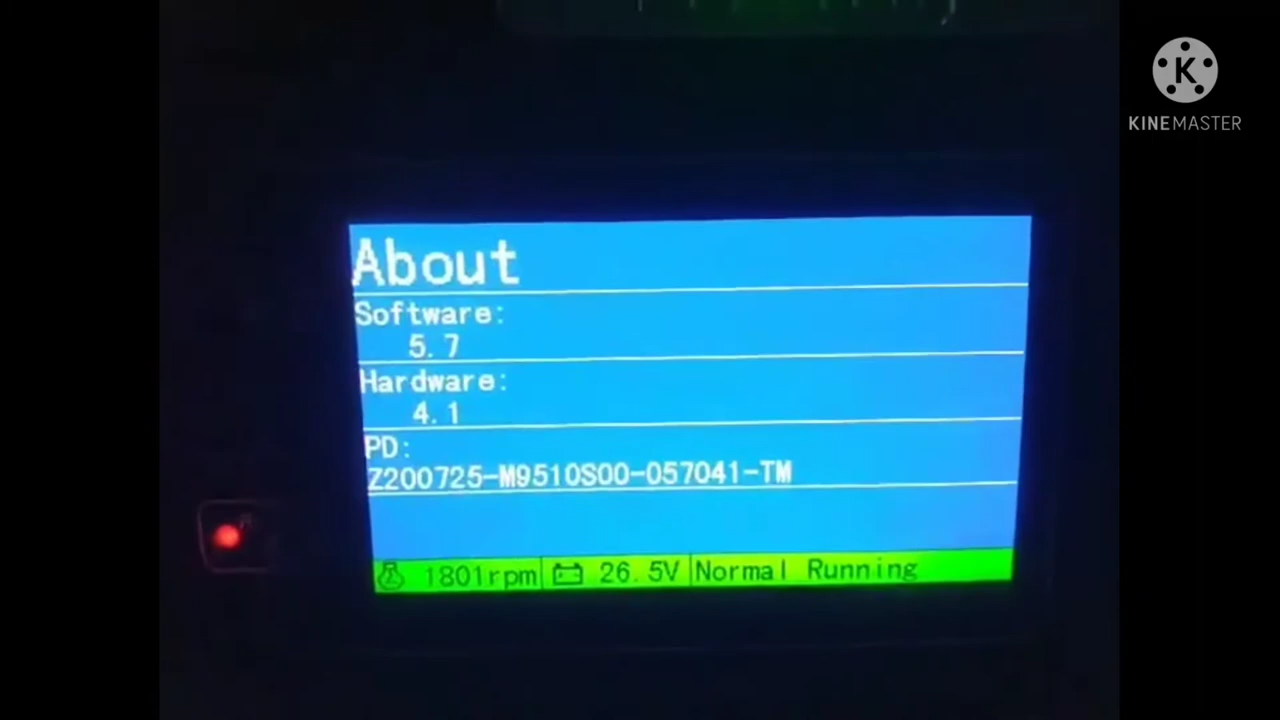 K
KINEMASTER
About
Software:
5.7
Hardware:
4.1
PD:
Z200725-M9510S00-057041-TM
1801rpm 26.5V Normal Running